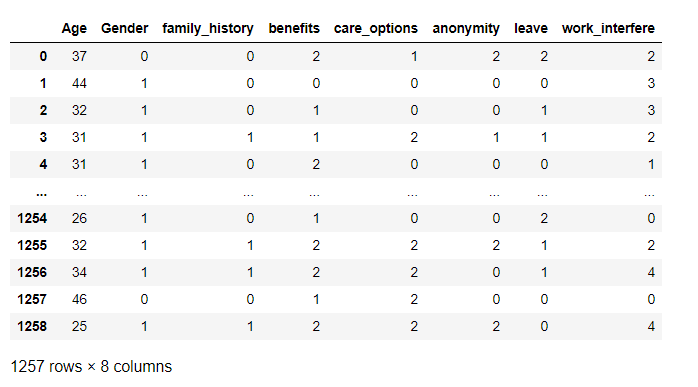 Age Gender family_history benefits care_options anonymity leave work_interfere
0 37 0 0 2 1 2 2 2
1 44 1 0 0 0 0 0 3
2 32 1 0 1 0 0 1 3
3 31 1 1 1 2 1 1 2
4 31 1 0 2 0 0 0 1
... ... ... ... ... ... ... ... ...
1254 26 1 0 1 0 0 2 0
1255 32 1 1 2 2 2 1 2
1256 34 1 1 2 2 0 1 4
1257 46 0 0 1 2 0 0 0
1258 25 1 1 2 2 2 0 4
1257 rows × 8 columns